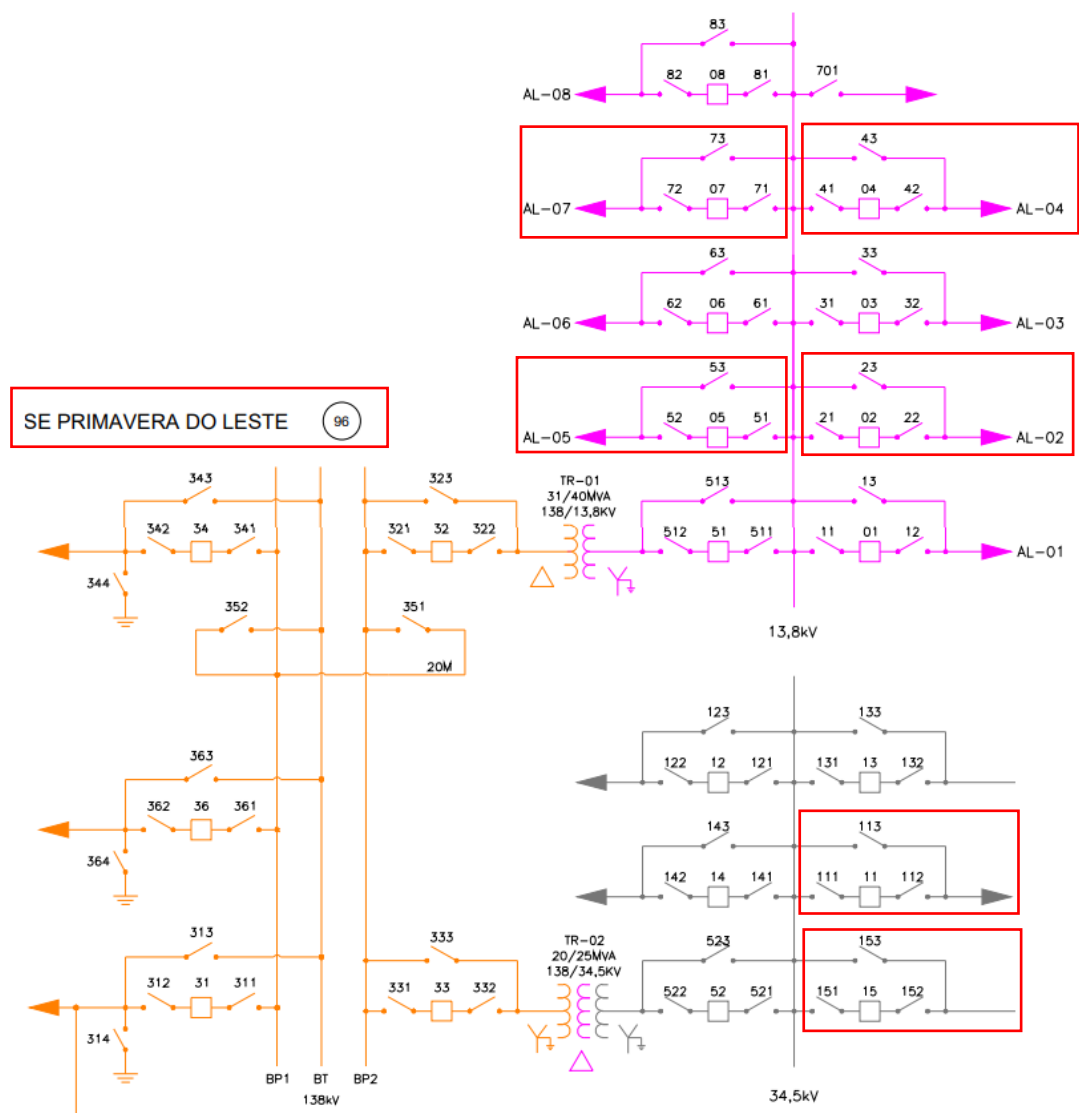 83
82 08 81 701
AL-08
73 43
72 07 71 41 04 42
AL-07 AL-04
63 33
62 06 61 31 03 32
AL-06 AL-03
53 23
52 05 51 21 02 22
AL-05 AL-02
SE PRIMAVERA DO LESTE 96
343 323 TR-01 513 13
31/40MVA
138/13,8KV
342 34 341 321 32 322 512 51 511 11 01 12
AL-01
344
352 351
20M
13,8kV
123 133
363
122 12 121 131 13 132
362 36 361
143 113
364
142 14 141 111 11 112
313 333 TR-02 523 153
20/25MVA
138/34,5KV
312 31 311 331 33 332 522 52 521 151 15 152
314
BP1 BT BP2
138kV
34,5kV